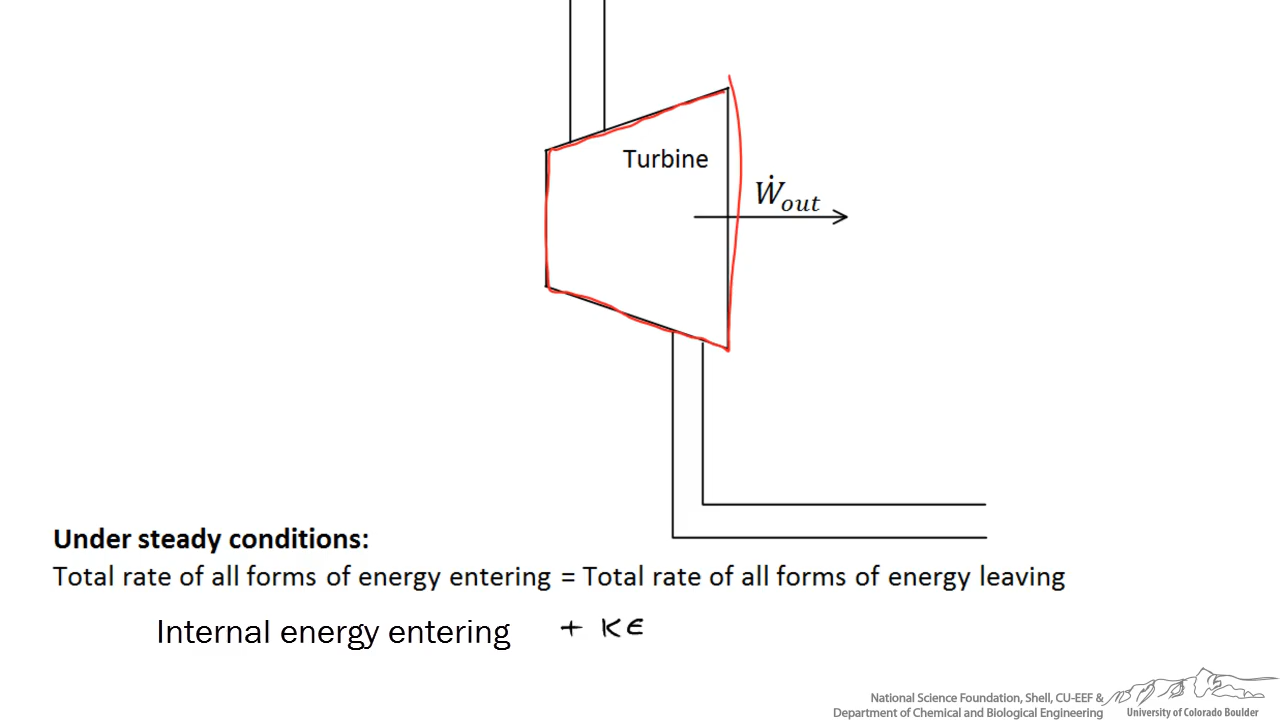 Turbine
Ẇout
Under steady conditions:
Total rate of all forms of energy entering = Total rate of all forms of energy leaving
Internal energy entering + KE
National Science Foundation, Shell, CU-EEF &
Department of Chemical and Biological Engineering
University of Colorado Boulder